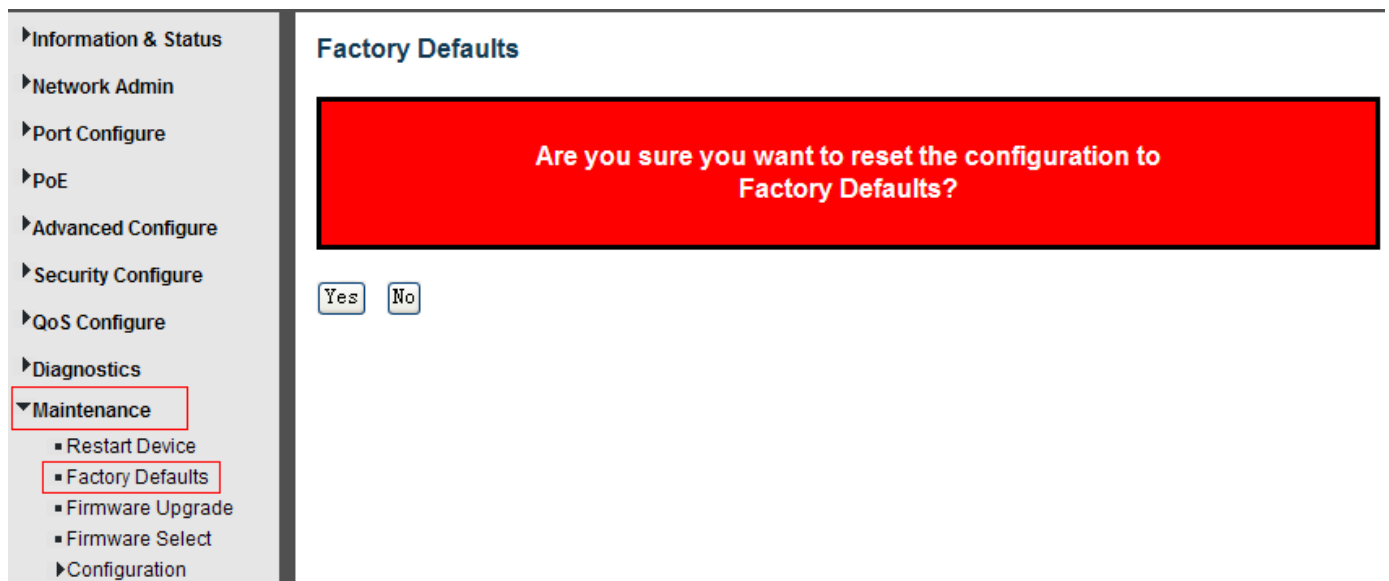 Information & Status
Network Admin
Port Configure
PoE
Advanced Configure
Security Configure
QoS Configure
Diagnostics
Maintenance
Restart Device
Factory Defaults
Firmware Upgrade
Firmware Select
Configuration
Factory Defaults
Are you sure you want to reset the configuration to
Factory Defaults?
Yes No